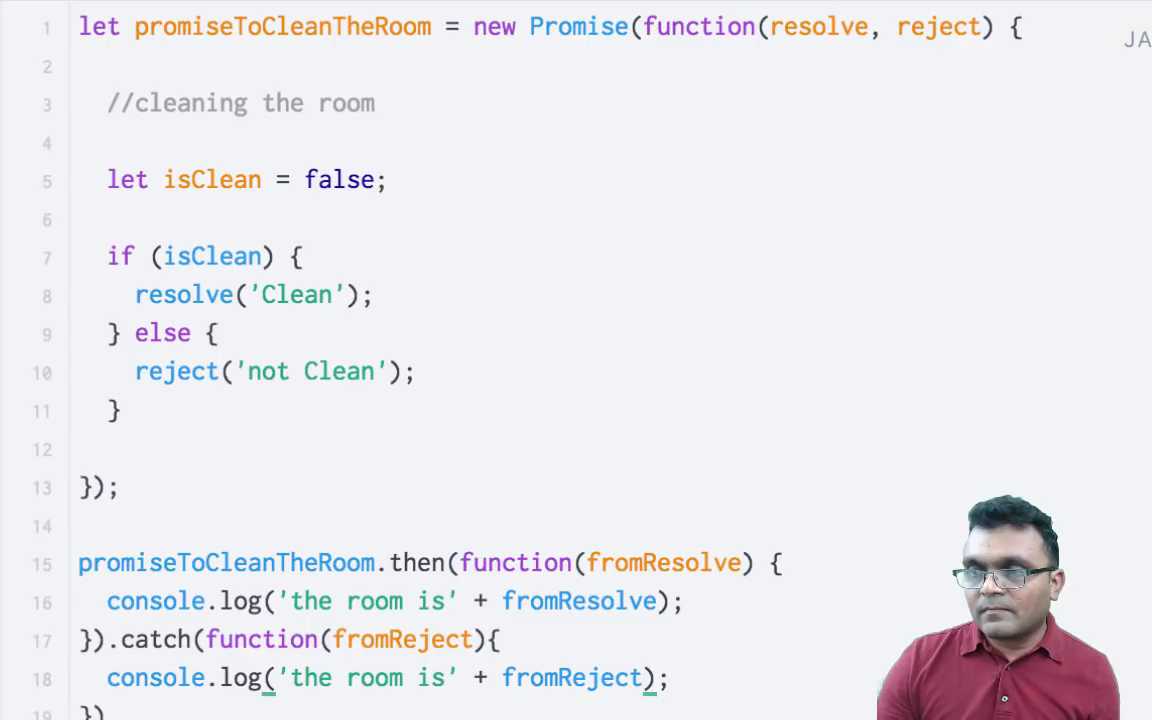 1 let promiseToCleanTheRoom = new Promise(function(resolve, reject) {
JA
2
3 //cleaning the room
4
5 let isClean = false;
6
7 if (isClean) {
8 resolve('Clean');
9 } else {
10 reject('not Clean');
11 }
12
13 });
14
15 promiseToCleanTheRoom.then(function(fromResolve) {
16 console.log('the room is' + fromResolve);
17 }).catch(function(fromReject){
18 console.log('the room is' + fromReject);
19 })